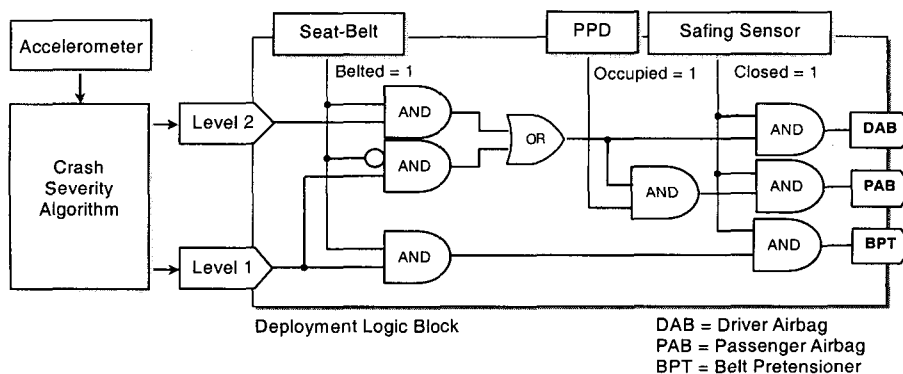 Accelerometer
Crash
Severity
Algorithm
Level 2
Level 1
Seat-Belt
Belted = 1
PPD
Occupied = 1
Safing Sensor
Closed = 1
AND
AND
OR
AND
AND
AND
AND
AND
DAB
PAB
BPT
Deployment Logic Block
DAB = Driver Airbag
PAB = Passenger Airbag
BPT = Belt Pretensioner